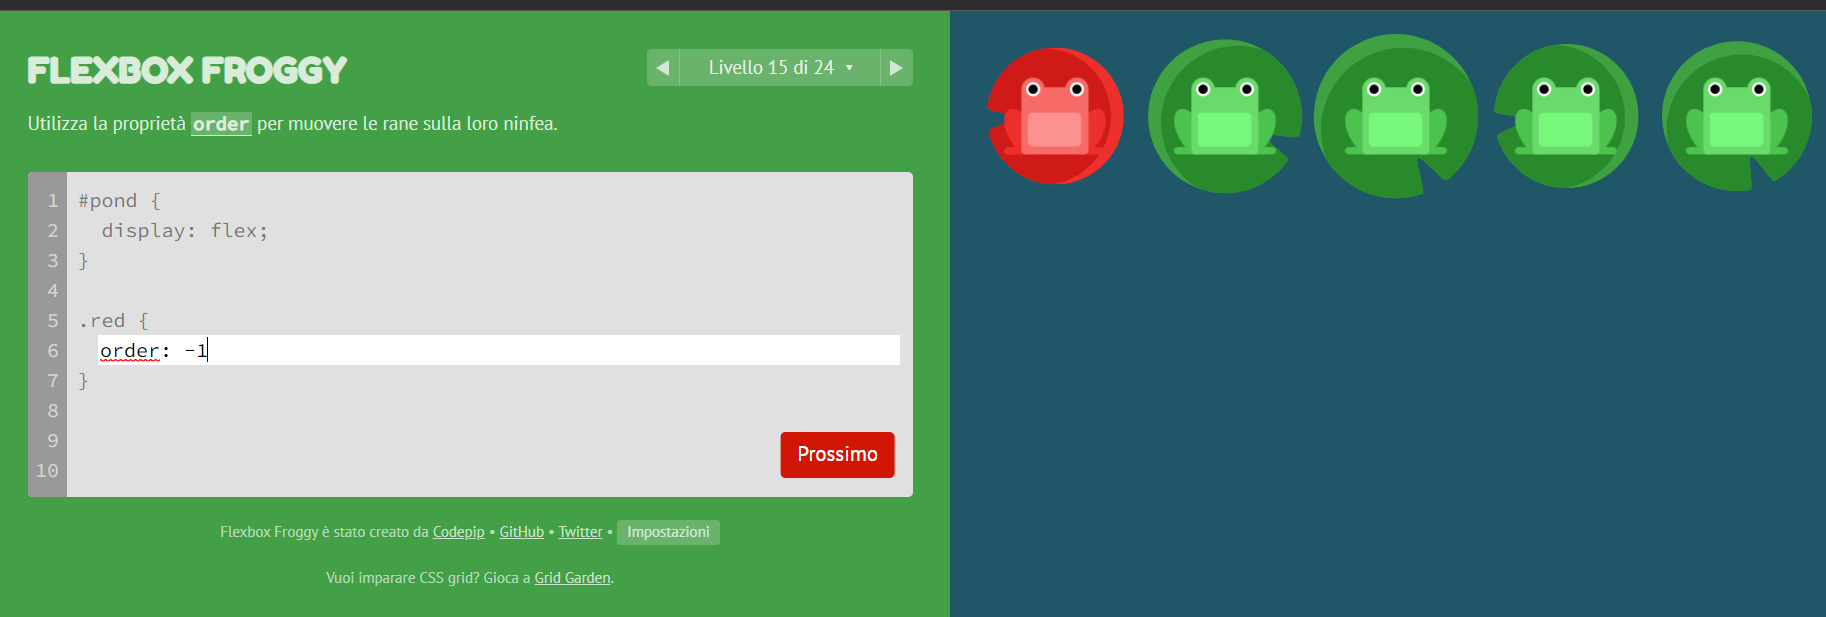 FLEXBOX FROGGY
Livello 15 di 24
Utilizza la proprietà order per muovere le rane sulla loro ninfea.
1 #pond {
2 display: flex;
3 }
4
5 .red {
6 order: -1
7 }
8
9
10
Prossimo
Flexbox Froggy è stato creato da Codepip • GitHub • Twitter • Impostazioni
Vuoi imparare CSS grid? Gioca a Grid Garden.